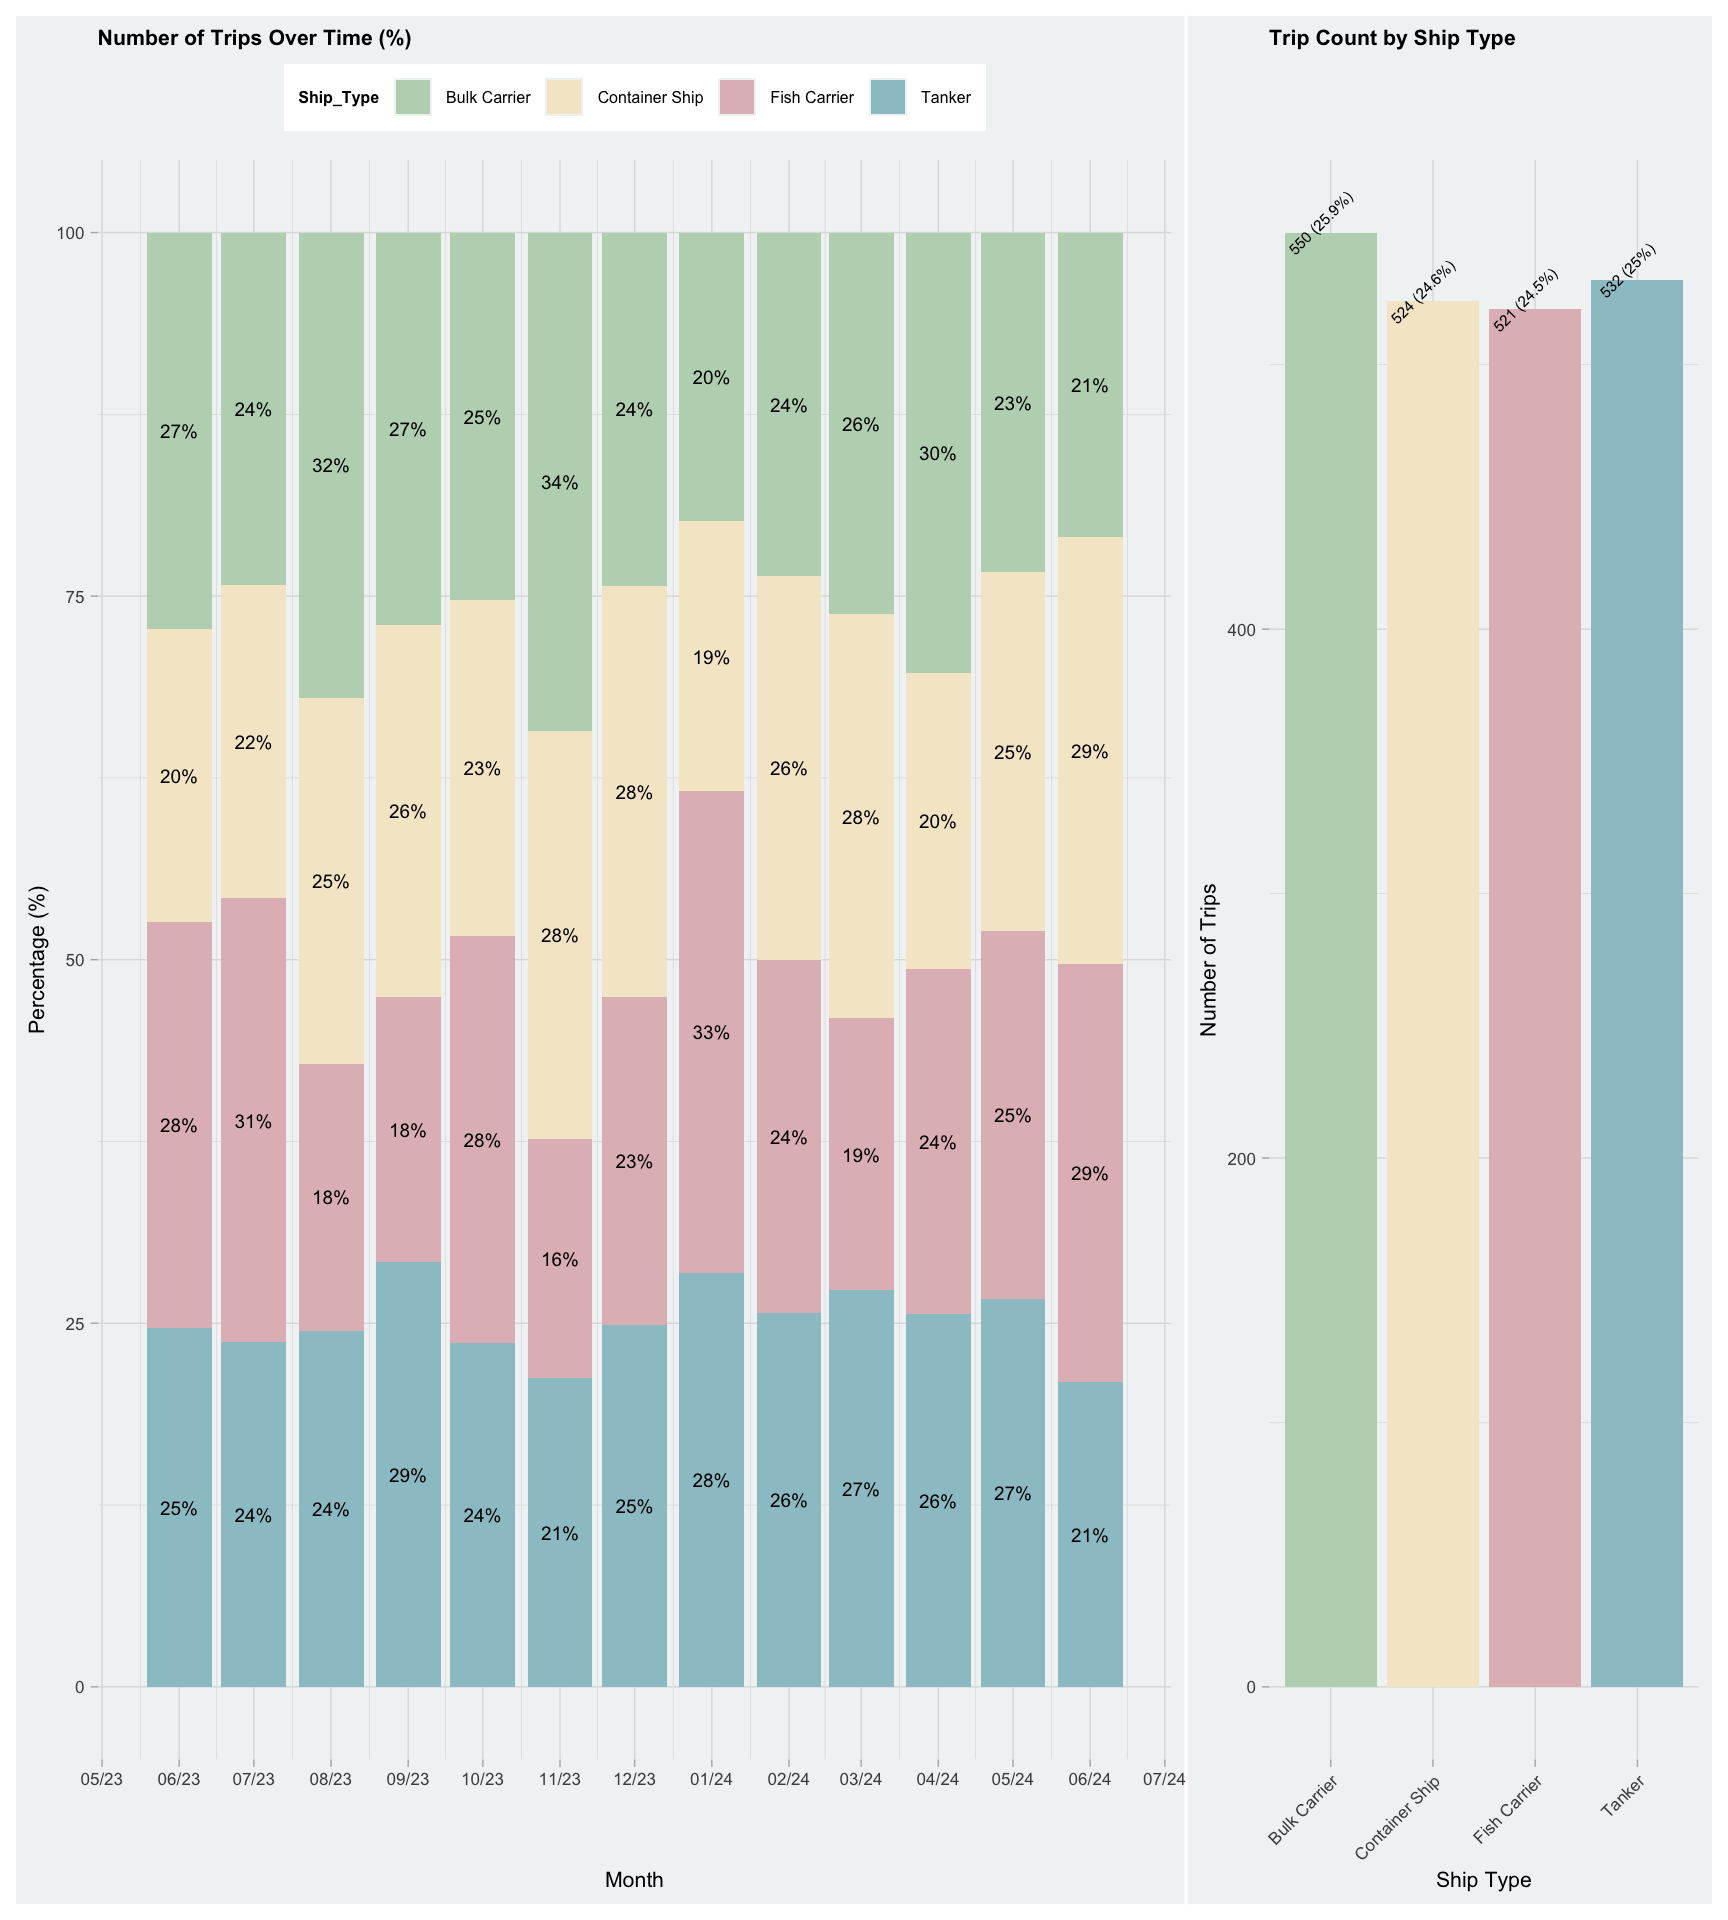 Number of Trips Over Time (%)
Ship_Type Bulk Carrier Container Ship Fish Carrier Tanker
Percentage (%)
100
75
50
25
0
27% 24% 32% 27% 25% 34% 24% 20% 24% 26% 30% 23% 21%
20% 22% 25% 26% 23% 28% 28% 19% 26% 28% 20% 25% 29%
28% 31% 18% 18% 28% 16% 23% 33% 24% 19% 24% 25% 29%
25% 24% 24% 29% 24% 21% 25% 28% 26% 27% 26% 27% 21%
05/23 06/23 07/23 08/23 09/23 10/23 11/23 12/23 01/24 02/24 03/24 04/24 05/24 06/24 07/24
Month
Trip Count by Ship Type
Number of Trips
400
200
0
550 (25.9%)
524 (24.6%)
521 (24.5%)
532 (25%)
Bulk Carrier
Container Ship
Fish Carrier
Tanker
Ship Type